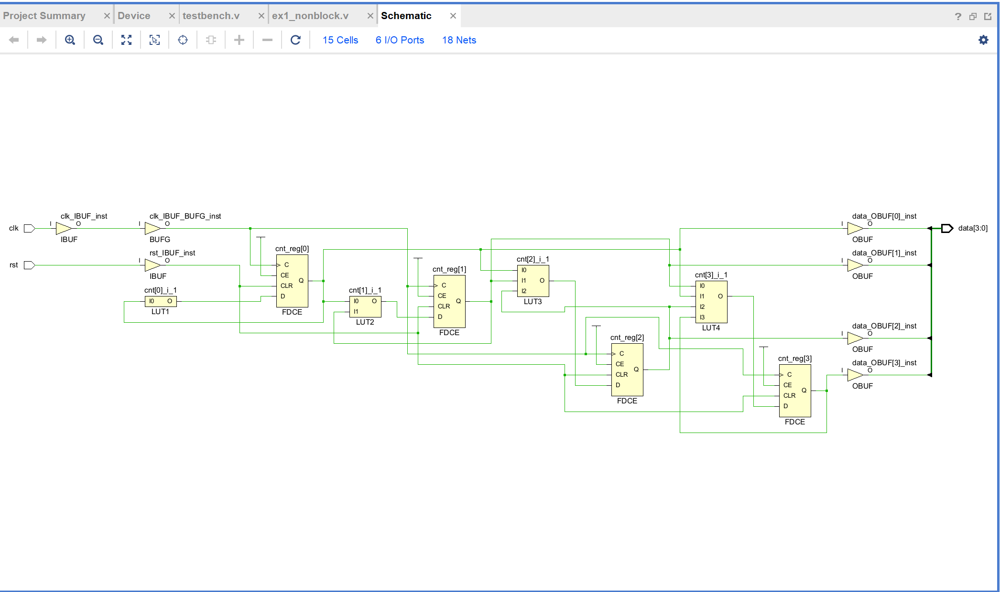 Project Summary × Device × testbench.v × ex1_nonblock.v × Schematic × ?
15 Cells 6 I/O Ports 18 Nets
clk
I
clk_IBUF_inst
O
IBUF
I
clk_IBUF_BUFG_inst
O
BUFG
rst
I
rst_IBUF_inst
O
IBUF
cnt[0]_i_1
I0 O
LUT1
cnt_reg[0]
C
CE
CLR
D
Q
FDCE
cnt[1]_i_1
I0 O
I1
LUT2
cnt_reg[1]
C
CE
CLR
D
Q
FDCE
cnt[2]_i_1
I0
I1 O
I2
LUT3
cnt_reg[2]
C
CE
CLR
D
Q
FDCE
cnt[3]_i_1
I0
I1 O
I2
I3
LUT4
cnt_reg[3]
C
CE
CLR
D
Q
FDCE
data_OBUF[0]_inst
I O
OBUF
data_OBUF[1]_inst
I O
OBUF
data_OBUF[2]_inst
I O
OBUF
data_OBUF[3]_inst
I O
OBUF
data[3:0]